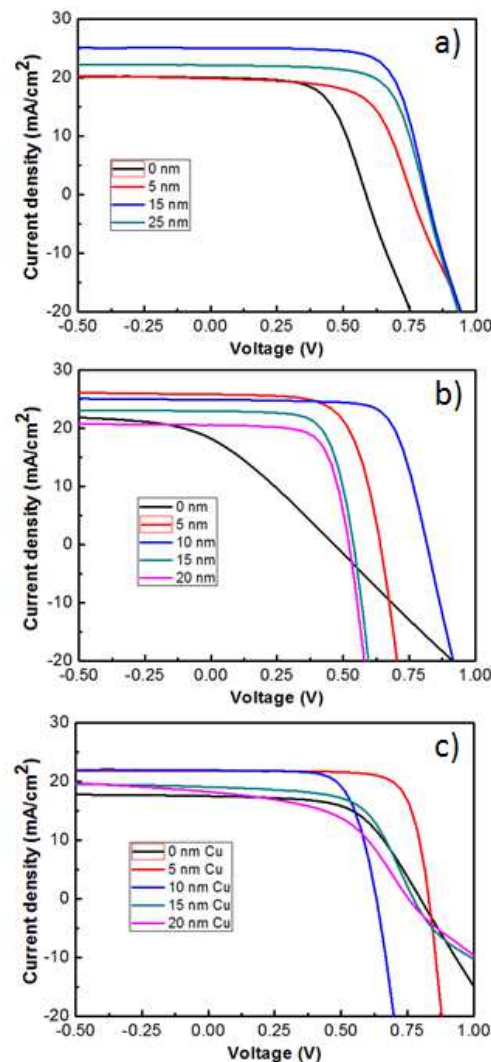 a)
30
20
10
0
-10
-20
Current density (mA/cm²)
0 nm
5 nm
15 nm
25 nm
-0.50 -0.25 0.00 0.25 0.50 0.75 1.00
Voltage (V)
b)
30
20
10
0
-10
-20
Current density (mA/cm²)
0 nm
5 nm
10 nm
15 nm
20 nm
-0.50 -0.25 0.00 0.25 0.50 0.75 1.00
Voltage (V)
c)
30
20
10
0
-10
-20
Current density (mA/cm²)
0 nm Cu
5 nm Cu
10 nm Cu
15 nm Cu
20 nm Cu
-0.50 -0.25 0.00 0.25 0.50 0.75 1.00
Voltage (V)